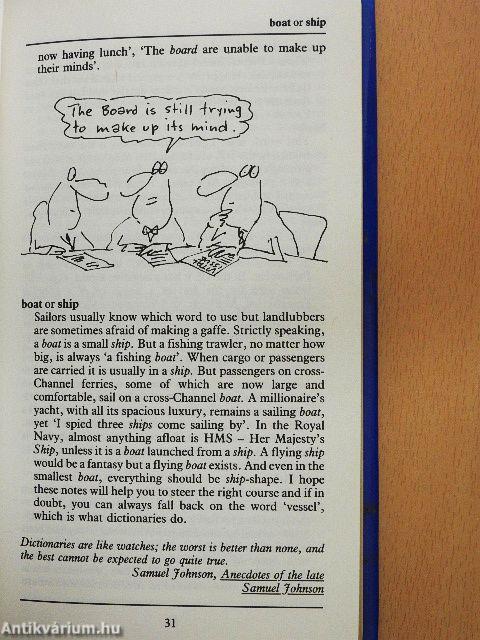 boat or ship
now having lunch', 'The board are unable to make up
their minds'.
The Board is still trying
to make up its mind.
boat or ship
Sailors usually know which word to use but landlubbers
are sometimes afraid of making a gaffe. Strictly speaking,
a boat is a small ship. But a fishing trawler, no matter how
big, is always 'a fishing boat'. When cargo or passengers
are carried it is usually in a ship. But passengers on cross-
Channel ferries, some of which are now large and
comfortable, sail on a cross-Channel boat. A millionaire's
yacht, with all its spacious luxury, remains a sailing boat,
yet 'I spied three ships come sailing by'. In the Royal
Navy, almost anything afloat is HMS – Her Majesty's
Ship, unless it is a boat launched from a ship. A flying ship
would be a fantasy but a flying boat exists. And even in the
smallest boat, everything should be ship-shape. I hope
these notes will help you to steer the right course and if in
doubt, you can always fall back on the word 'vessel',
which is what dictionaries do.
Dictionaries are like watches; the worst is better than none, and
the best cannot be expected to go quite true.
Samuel Johnson, Anecdotes of the late
Samuel Johnson
31
Antikvárium.hu